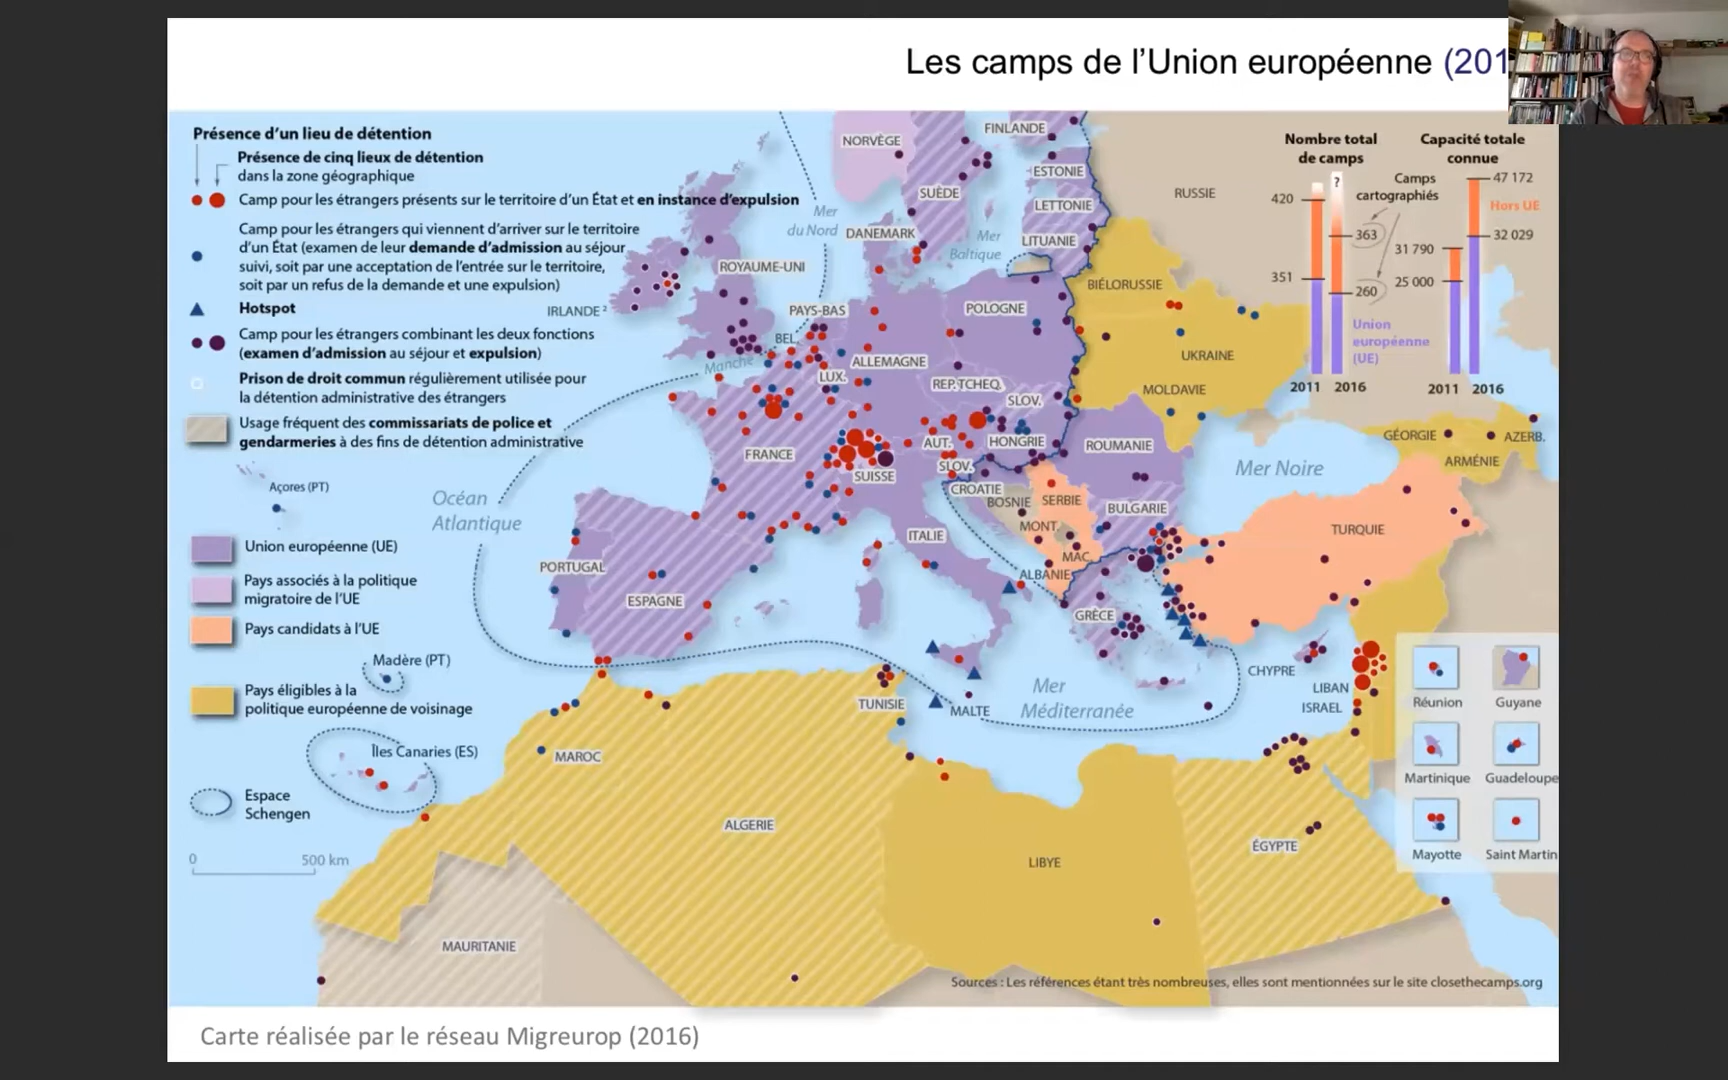 Les camps de l'Union européenne (201
Présence d'un lieu de détention
Présence de cinq lieux de détention
dans la zone géographique
Camp pour les étrangers présents sur le territoire d'un État et en instance d'expulsion
Camp pour les étrangers qui viennent d'arriver sur le territoire
d'un État (examen de leur demande d'admission au séjour
suivi, soit par une acceptation de l'entrée sur le territoire,
soit par un refus de la demande et une expulsion)
Hotspot
Camp pour les étrangers combinant les deux fonctions
(examen d'admission au séjour et expulsion)
Prison de droit commun régulièrement utilisée pour
la détention administrative des étrangers
Usage fréquent des commissariats de police et
gendarmeries à des fins de détention administrative
Açores (PT)
Union européenne (UE)
Pays associés à la politique
migratoire de l'UE
Pays candidats à l'UE
Madère (PT)
Pays éligibles à la
politique européenne de voisinage
Îles Canaries (ES)
Espace
Schengen
0 500 km
Nombre total
de camps
Capacité totale
connue
?
Camps
cartographiés
47 172
420
Hors UE
363
32 029
31 790
351
25 000
260
Union
européenne
(UE)
2011 2016
2011 2016
NORVÈGE
FINLANDE
SUÈDE
ESTONIE
LETTONIE
LITUANIE
RUSSIE
Mer
du Nord
DANEMARK
Mer
Baltique
ROYAUME-UNI
IRLANDE ²
PAYS-BAS
POLOGNE
BIÉLORUSSIE
BEL.
Manche
ALLEMAGNE
UKRAINE
LUX.
REP.TCHEQ.
MOLDAVIE
SLOV.
FRANCE
AUT.
HONGRIE
ROUMANIE
GÉORGIE
AZERB.
ARMÉNIE
SUISSE
SLOV.
Mer Noire
CROATIE
BOSNIE
SERBIE
Océan
Atlantique
BULGARIE
MONT.
TURQUIE
ITALIE
MAC.
PORTUGAL
ALBANIE
ESPAGNE
GRÈCE
CHYPRE
LIBAN
ISRAEL
Mer
Méditerranée
TUNISIE
MALTE
MAROC
ALGERIE
LIBYE
ÉGYPTE
MAURITANIE
Réunion
Guyane
Martinique
Guadeloupe
Mayotte
Saint Martin
Sources : Les références étant très nombreuses, elles sont mentionnées sur le site closethecamps.org
Carte réalisée par le réseau Migreurop (2016)